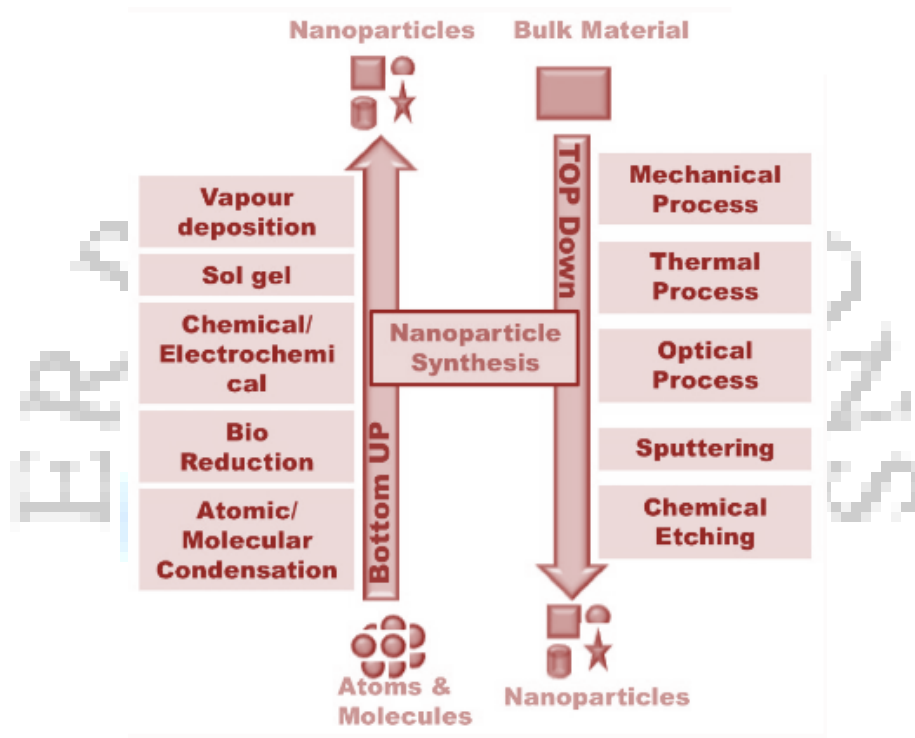 Nanoparticles
Bulk Material
Vapour
deposition
Sol gel
Chemical/
Electrochemi
cal
Bio
Reduction
Atomic/
Molecular
Condensation
Bottom UP
Nanoparticle
Synthesis
TOP Down
Mechanical
Process
Thermal
Process
Optical
Process
Sputtering
Chemical
Etching
Atoms &
Molecules
Nanoparticles